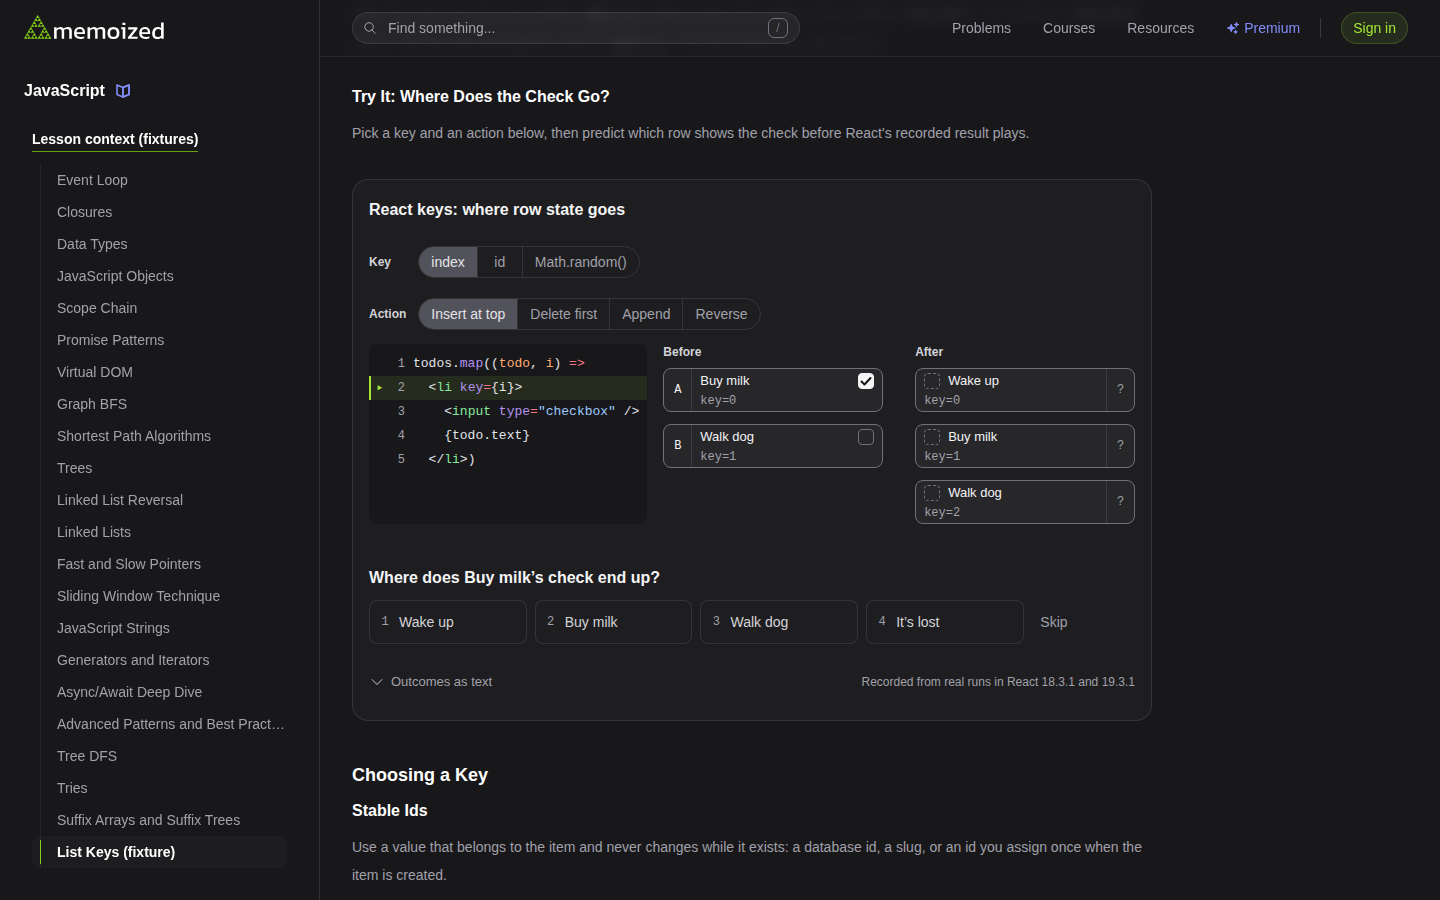 memoized
Find something... /
Problems Courses Resources Premium Sign in
JavaScript
Lesson context (fixtures)
Event Loop
Closures
Data Types
JavaScript Objects
Scope Chain
Promise Patterns
Virtual DOM
Graph BFS
Shortest Path Algorithms
Trees
Linked List Reversal
Linked Lists
Fast and Slow Pointers
Sliding Window Technique
JavaScript Strings
Generators and Iterators
Async/Await Deep Dive
Advanced Patterns and Best Pract…
Tree DFS
Tries
Suffix Arrays and Suffix Trees
List Keys (fixture)
Try It: Where Does the Check Go?
Pick a key and an action below, then predict which row shows the check before React's recorded result plays.
React keys: where row state goes
Key index id Math.random()
Action Insert at top Delete first Append Reverse
1 todos.map((todo, i) =>
2 <li key={i}>
3 <input type="checkbox" />
4 {todo.text}
5 </li>)
Before
A Buy milk
key=0
B Walk dog
key=1
After
Wake up ?
key=0
Buy milk ?
key=1
Walk dog ?
key=2
Where does Buy milk’s check end up?
1 Wake up 2 Buy milk 3 Walk dog 4 It’s lost Skip
Outcomes as text Recorded from real runs in React 18.3.1 and 19.3.1
Choosing a Key
Stable Ids
Use a value that belongs to the item and never changes while it exists: a database id, a slug, or an id you assign once when the
item is created.